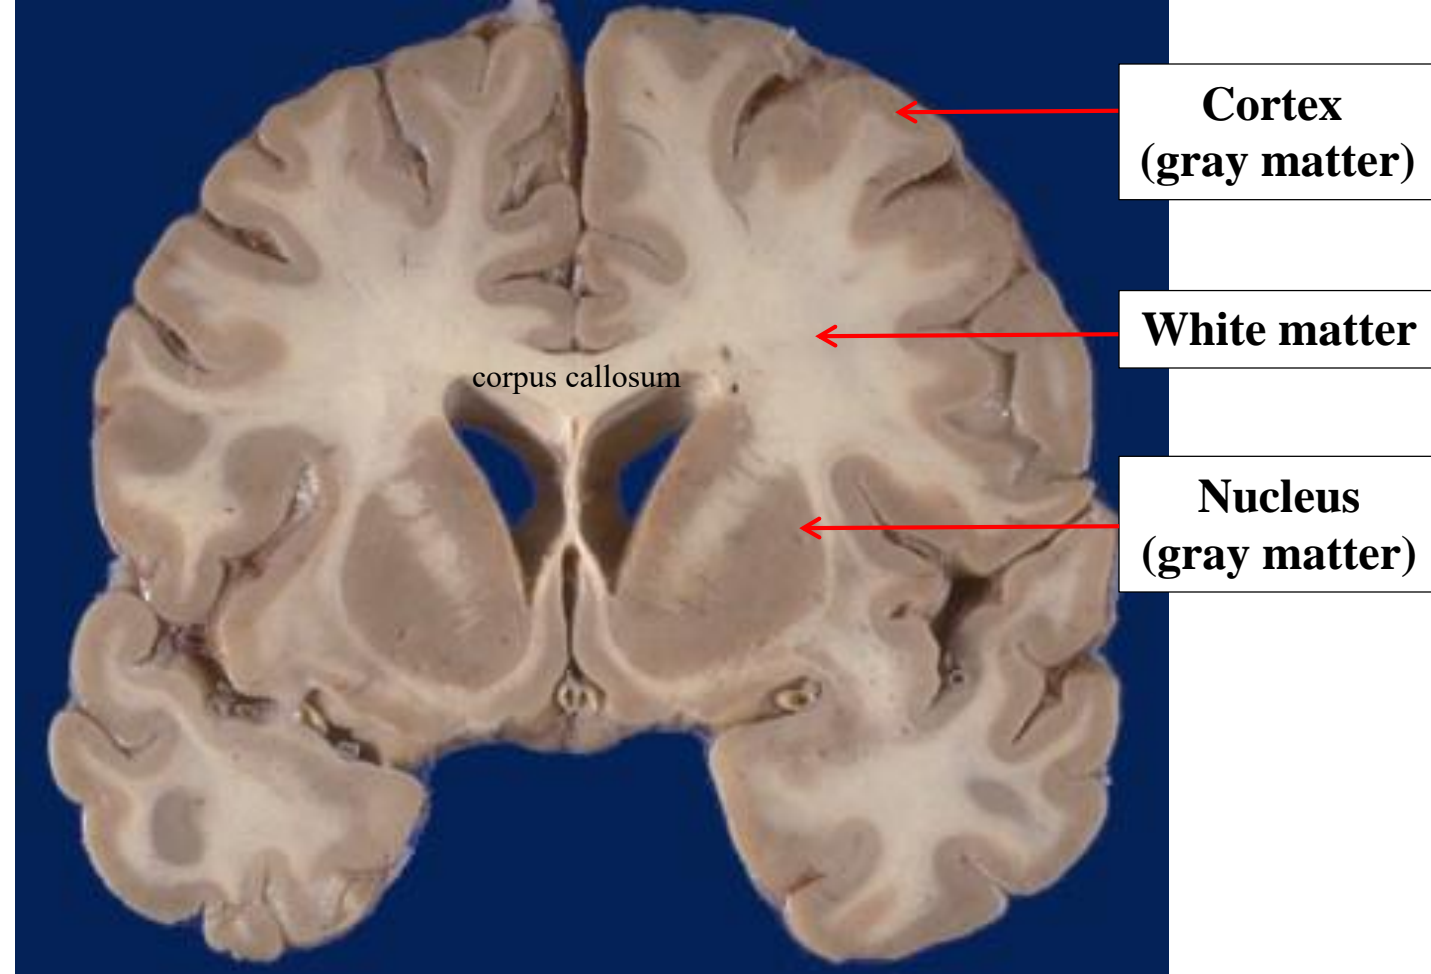 Cortex
(gray matter)
White matter
corpus callosum
Nucleus
(gray matter)